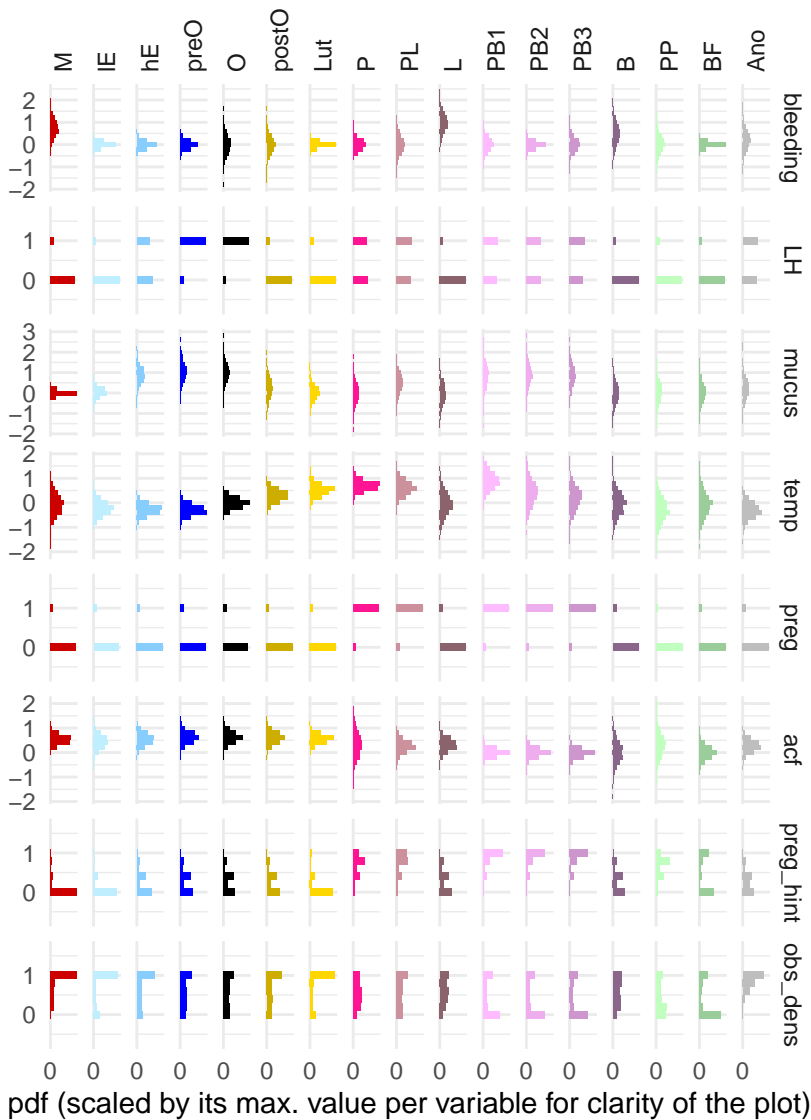 M lE hE preO O postO Lut P PL L PB1 PB2 PB3 B PP BF Ano
2
1
0
−1
−2
bleeding
1
0
LH
3
2
1
0
−1
−2
mucus
2
1
0
−1
−2
temp
1
0
preg
2
1
0
−1
−2
acf
1
0
preg_hint
1
0
obs_dens
0 0 0 0 0 0 0 0 0 0 0 0 0 0 0 0 0
pdf (scaled by its max. value per variable for clarity of the plot)